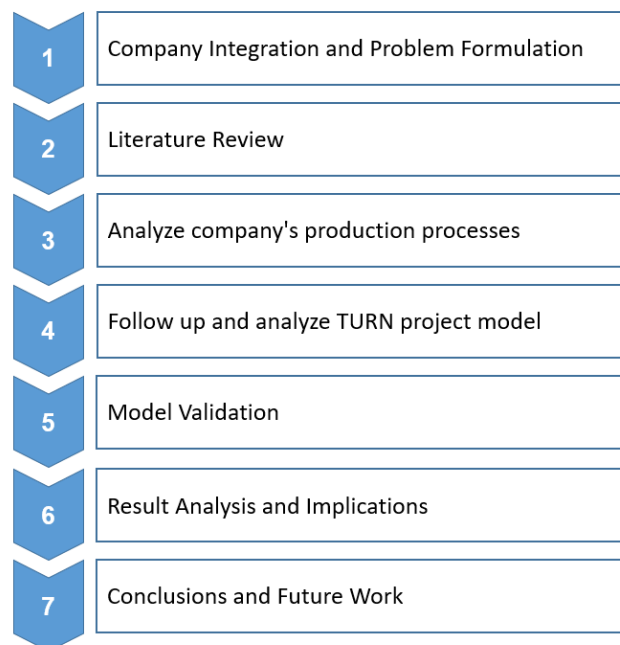 1 Company Integration and Problem Formulation
2 Literature Review
3 Analyze company's production processes
4 Follow up and analyze TURN project model
5 Model Validation
6 Result Analysis and Implications
7 Conclusions and Future Work